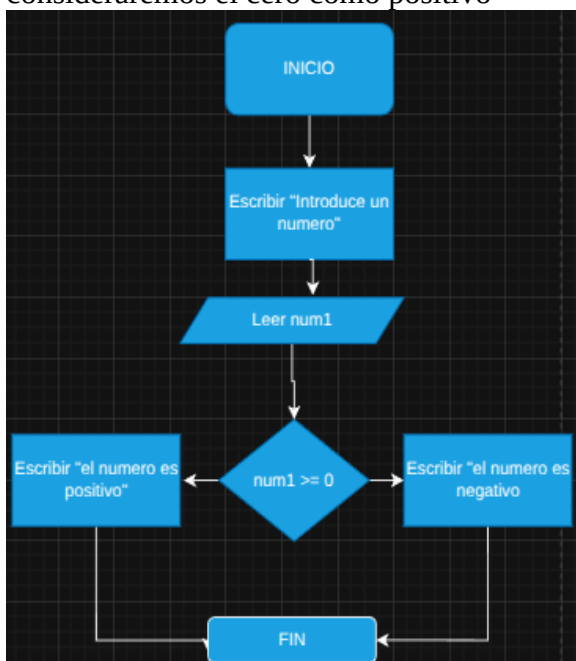 consideraremos el cero como positivo
INICIO
Escribir "Introduce un
numero"
Leer num1
num1 >= 0
Escribir "el numero es
positivo"
Escribir "el numero es
negativo
FIN